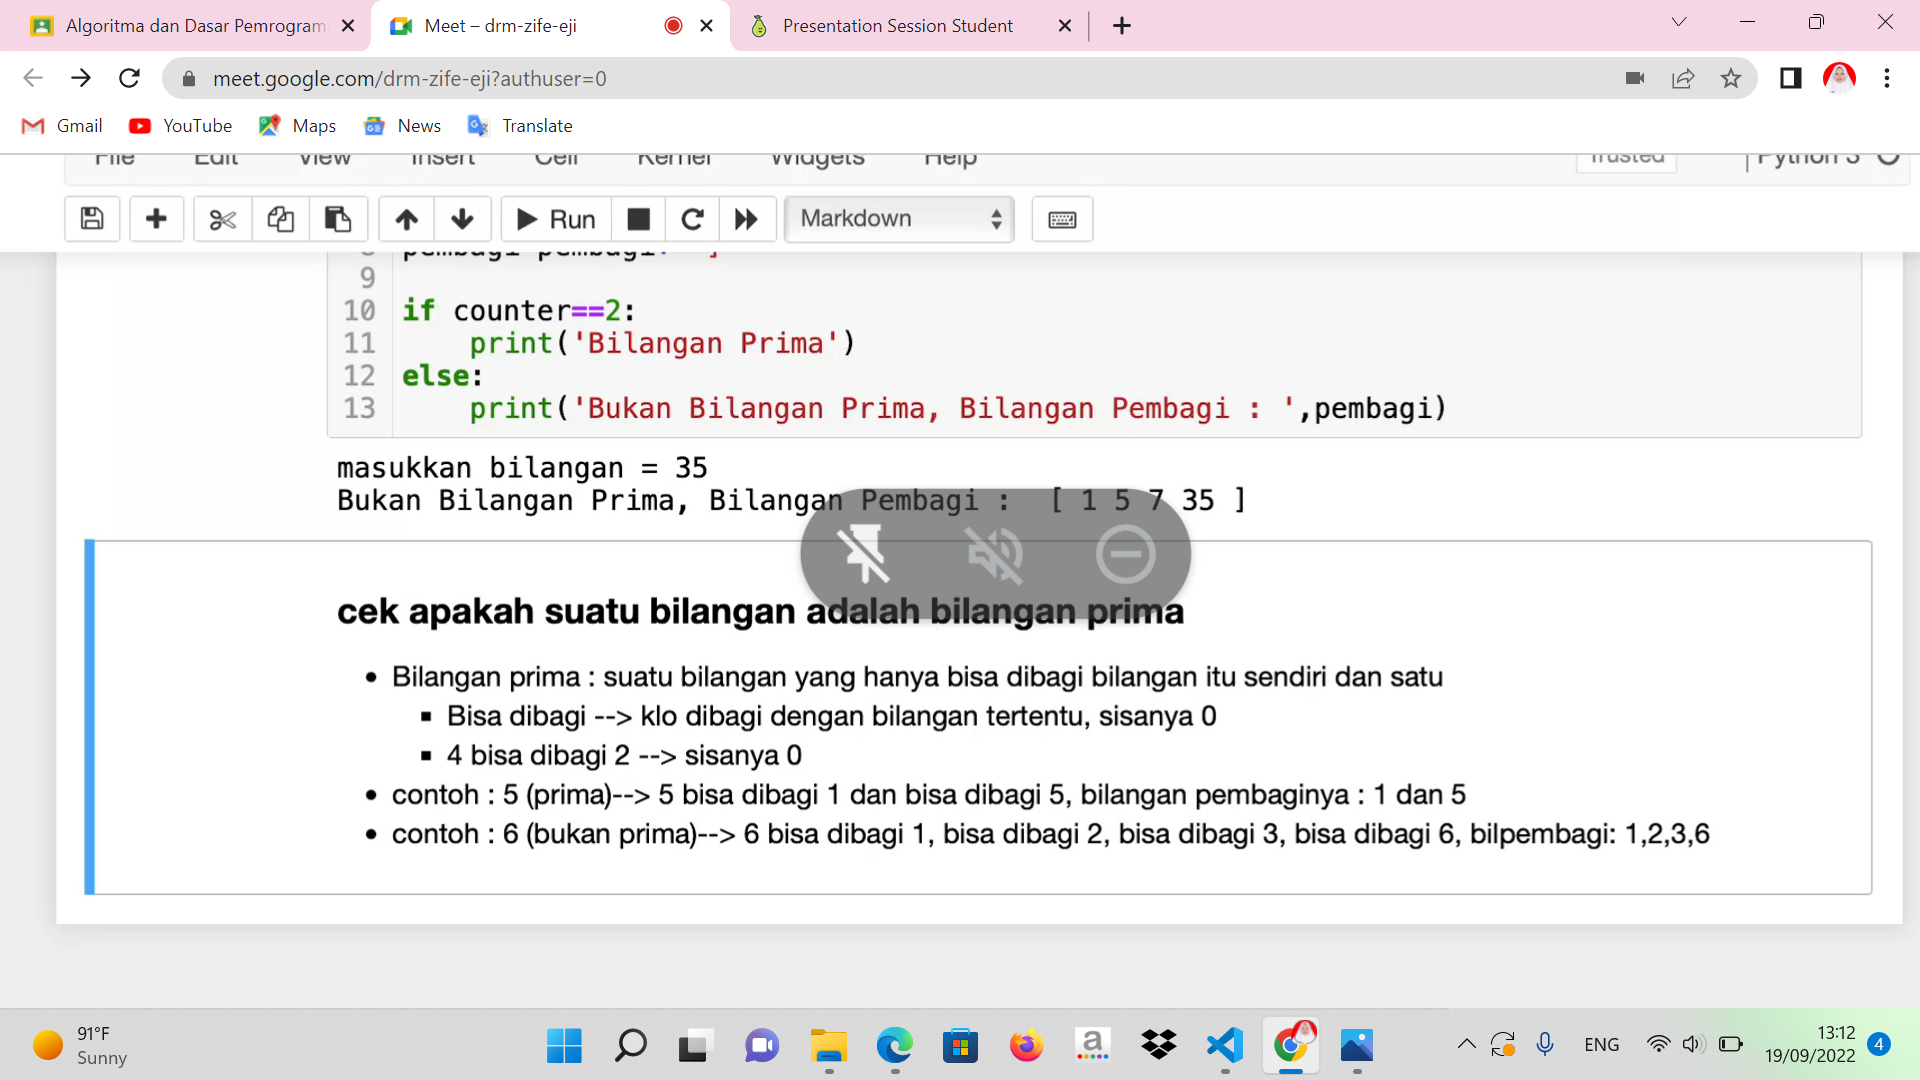 Algoritma dan Dasar Pemrogram
Meet – drm-zife-eji
Presentation Session Student
meet.google.com/drm-zife-eji?authuser=0
Gmail
YouTube
Maps
News
Translate
File Edit View Insert Cell Kernel Widgets Help Trusted Python 3
Run
Markdown
8 pembagi=pembagi+' ]'
9
10 if counter==2:
11 print('Bilangan Prima')
12 else:
13 print('Bukan Bilangan Prima, Bilangan Pembagi : ',pembagi)
masukkan bilangan = 35
Bukan Bilangan Prima, Bilangan Pembagi :  [ 1 5 7 35 ]
cek apakah suatu bilangan adalah bilangan prima
• Bilangan prima : suatu bilangan yang hanya bisa dibagi bilangan itu sendiri dan satu
▪ Bisa dibagi --> klo dibagi dengan bilangan tertentu, sisanya 0
▪ 4 bisa dibagi 2 --> sisanya 0
• contoh : 5 (prima)--> 5 bisa dibagi 1 dan bisa dibagi 5, bilangan pembaginya : 1 dan 5
• contoh : 6 (bukan prima)--> 6 bisa dibagi 1, bisa dibagi 2, bisa dibagi 3, bisa dibagi 6, bilpembagi: 1,2,3,6
91°F
Sunny
ENG
13:12
19/09/2022
4